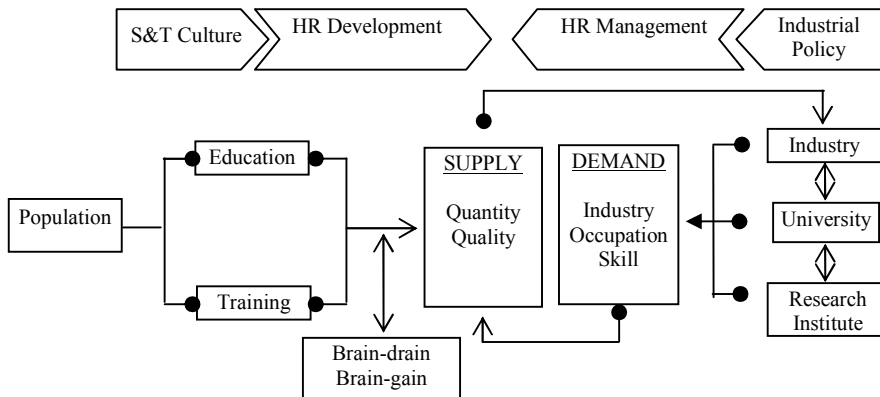 S&T Culture
HR Development
HR Management
Industrial
Policy
Education
Training
Population
SUPPLY
Quantity
Quality
DEMAND
Industry
Occupation
Skill
Industry
University
Research
Institute
Brain-drain
Brain-gain